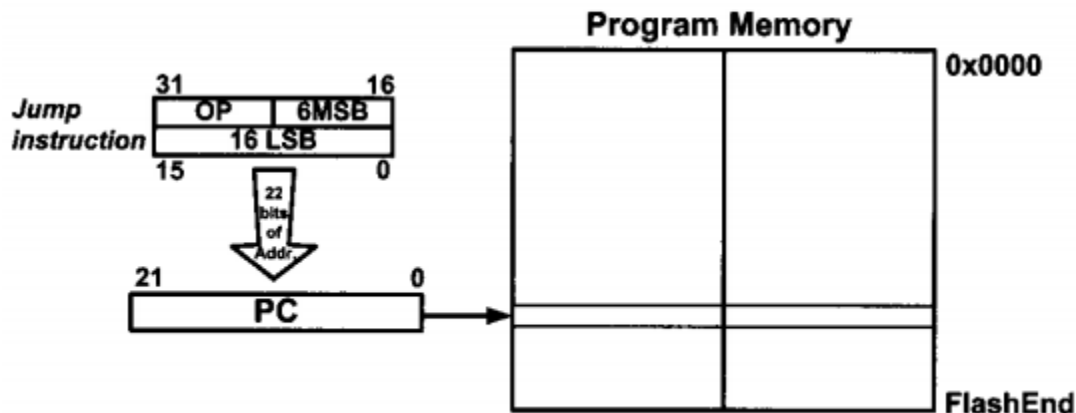 Program Memory
0x0000
31 16
Jump OP 6MSB
instruction 16 LSB
15 0
22
bits
of
Addr.
21 0
PC
FlashEnd